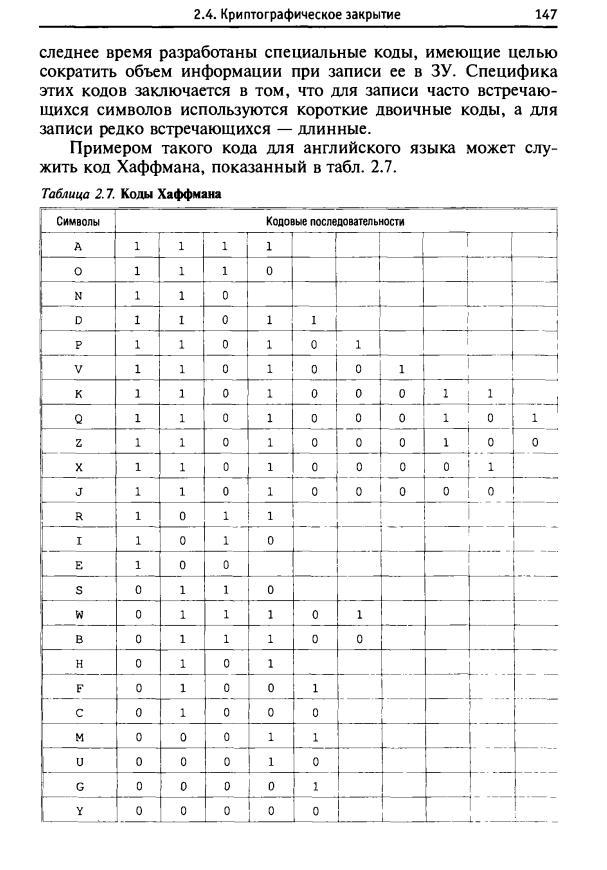 2.4. Криптографическое закрытие 147
следнее время разработаны специальные коды, имеющие целью
сократить объем информации при записи ее в ЗУ. Специфика
этих кодов заключается в том, что для записи часто встречаю-
щихся символов используются короткие двоичные коды, а для
записи редко встречающихся — длинные.
Примером такого кода для английского языка может слу-
жить код Хаффмана, показанный в табл. 2.7.
Таблица 2.7. Коды Хаффмана
Символы Кодовые последовательности
A 1 1 1 1
O 1 1 1 0
N 1 1 0
D 1 1 0 1 1
P 1 1 0 1 0 1
V 1 1 0 1 0 0 1
K 1 1 0 1 0 0 0 1 1
Q 1 1 0 1 0 0 0 1 0 1
Z 1 1 0 1 0 0 0 1 0 0
X 1 1 0 1 0 0 0 0 1
J 1 1 0 1 0 0 0 0 0
R 1 0 1 1
I 1 0 1 0
E 1 0 0
S 0 1 1 0
W 0 1 1 1 0 1
B 0 1 1 1 0 0
H 0 1 0 1
F 0 1 0 0 1
C 0 1 0 0 0
M 0 0 0 1 1
U 0 0 0 1 0
G 0 0 0 0 1
Y 0 0 0 0 0